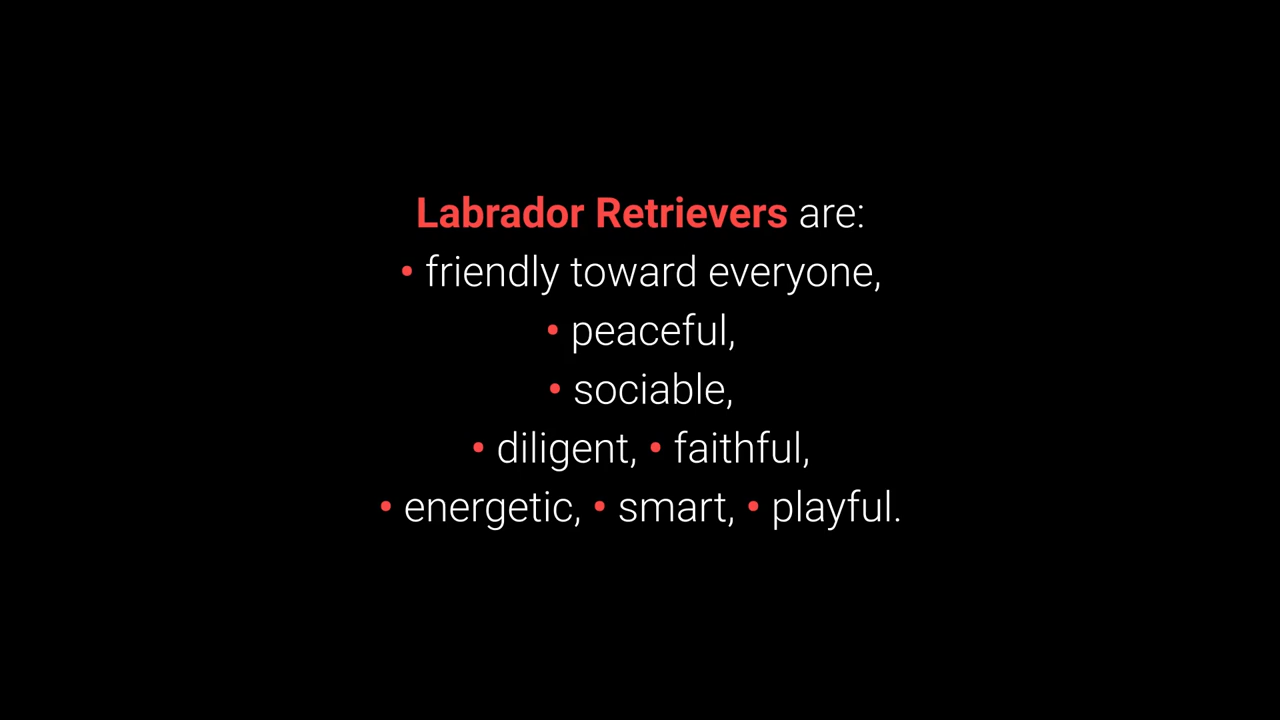 Labrador Retrievers are:
• friendly toward everyone,
• peaceful,
• sociable,
• diligent, • faithful,
• energetic, • smart, • playful.